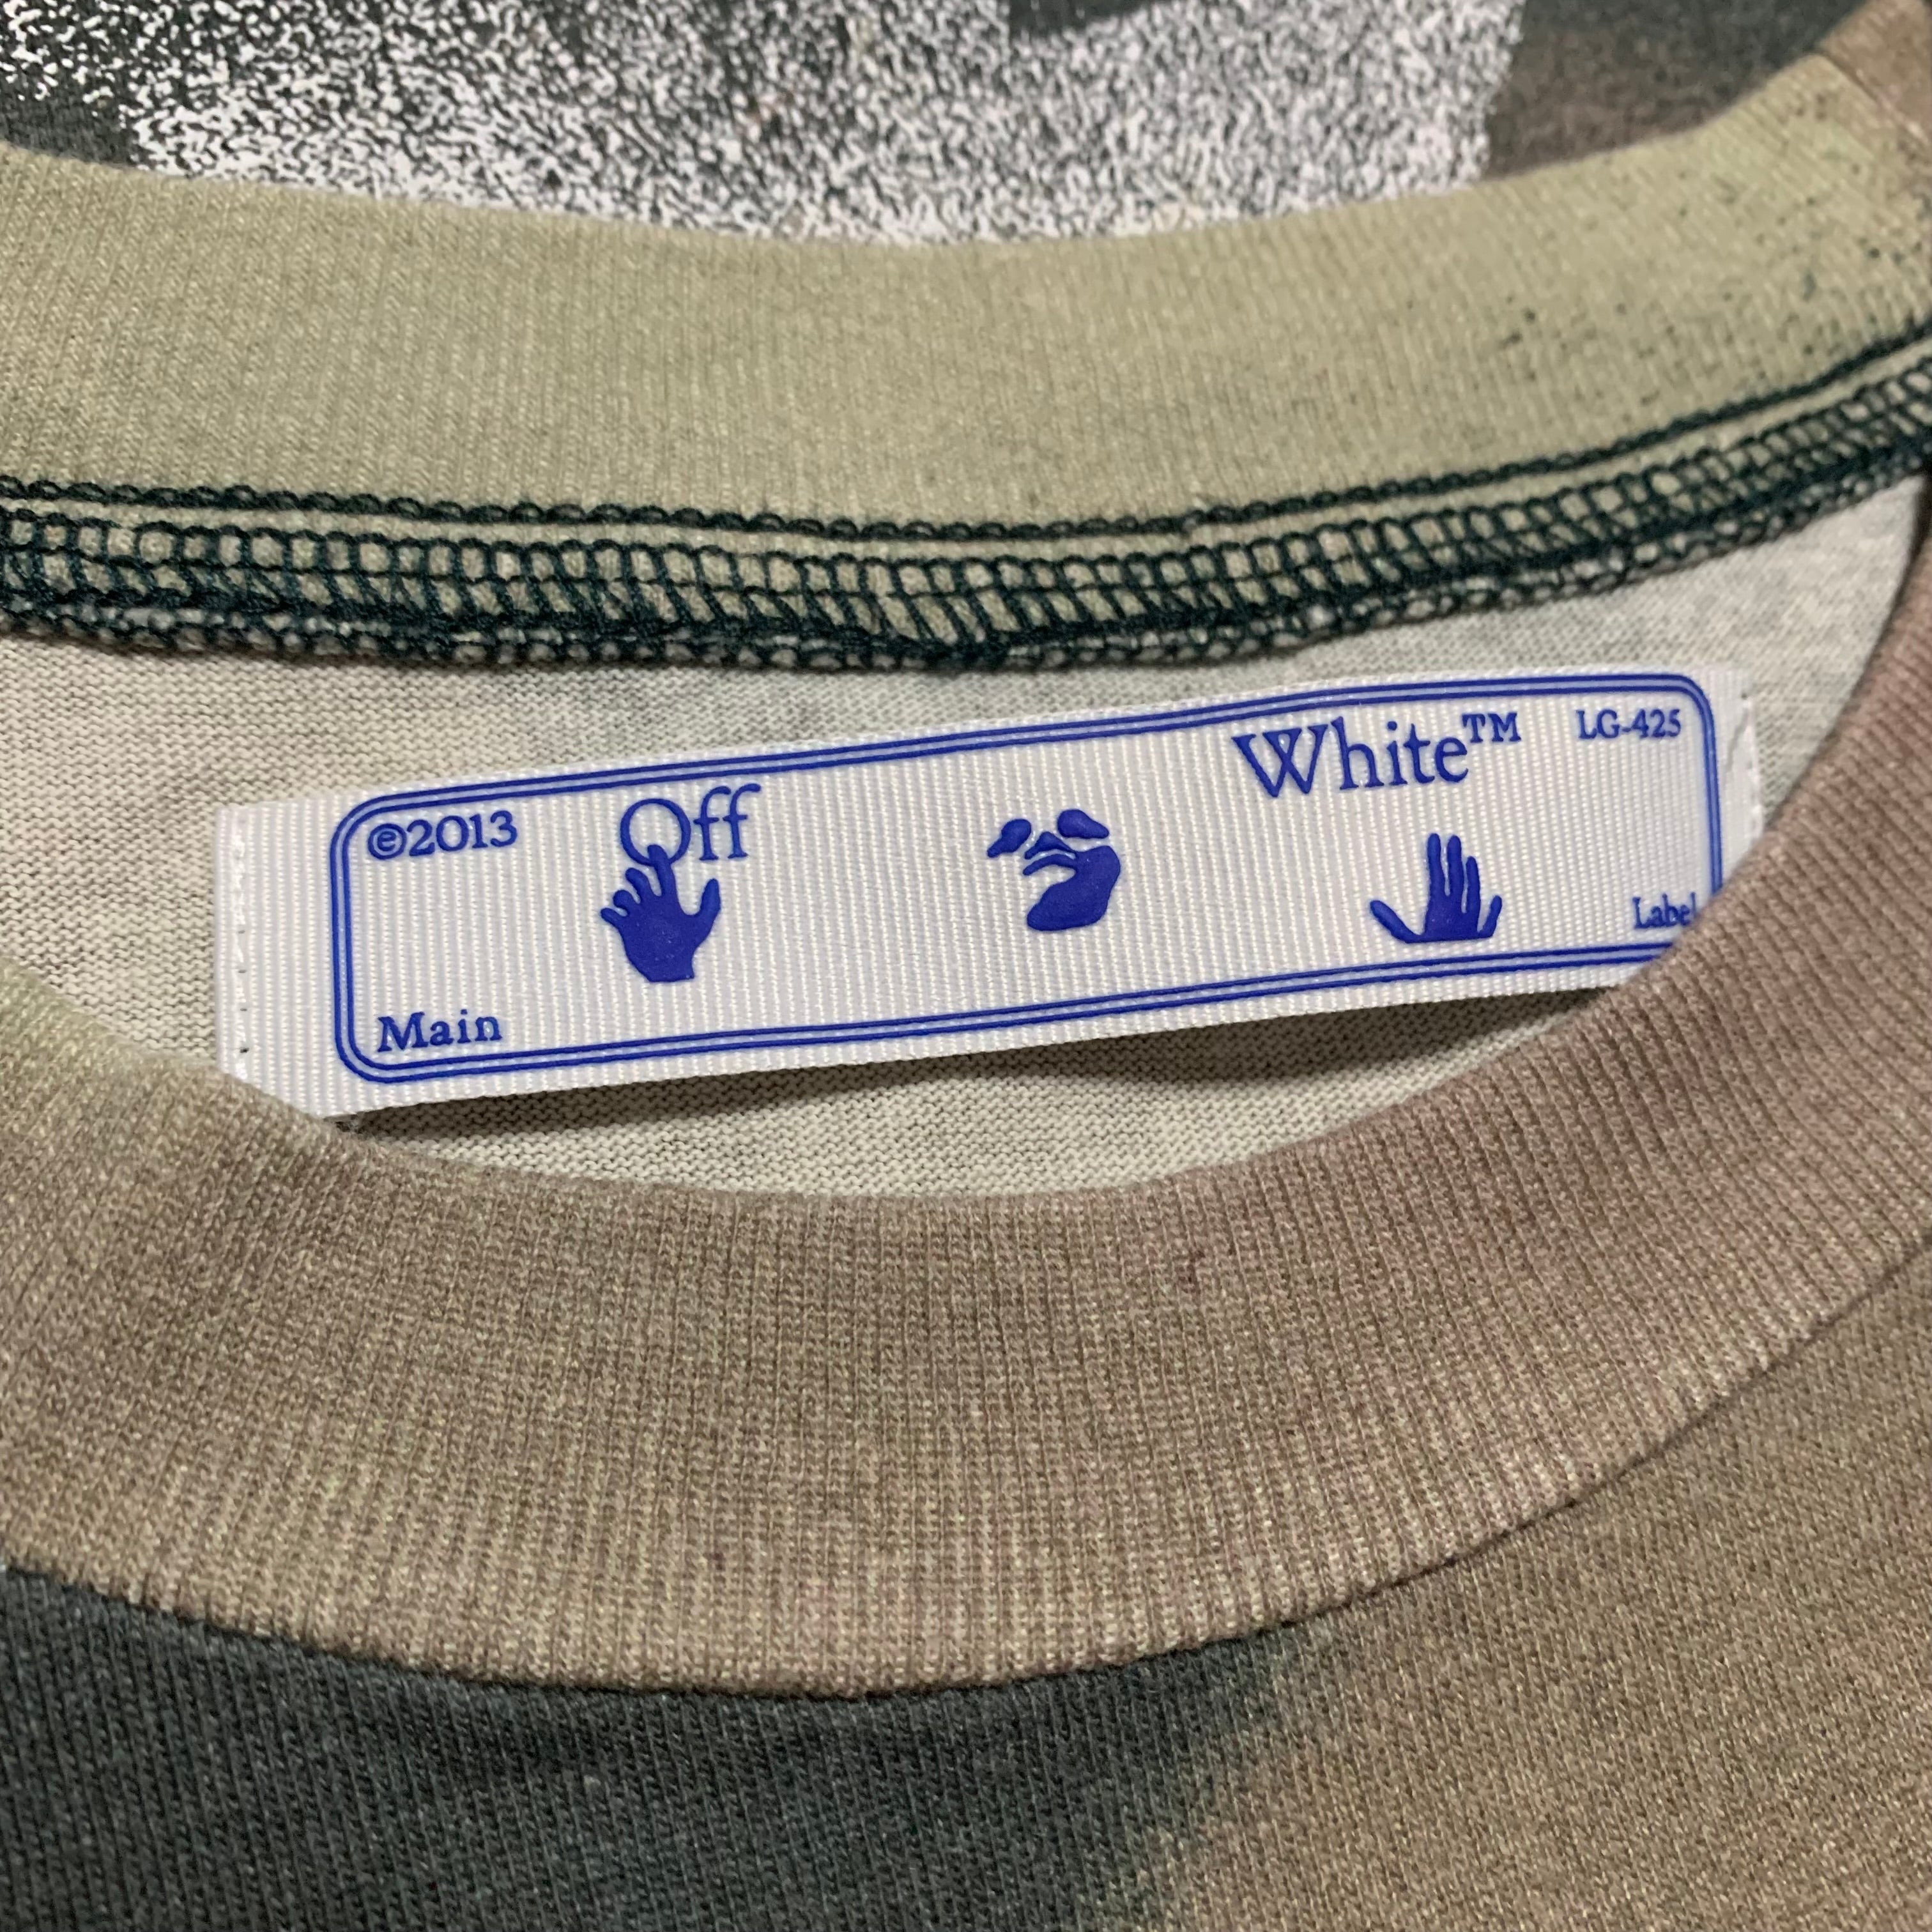 ©2013 Off White™ LG-425
Main Label